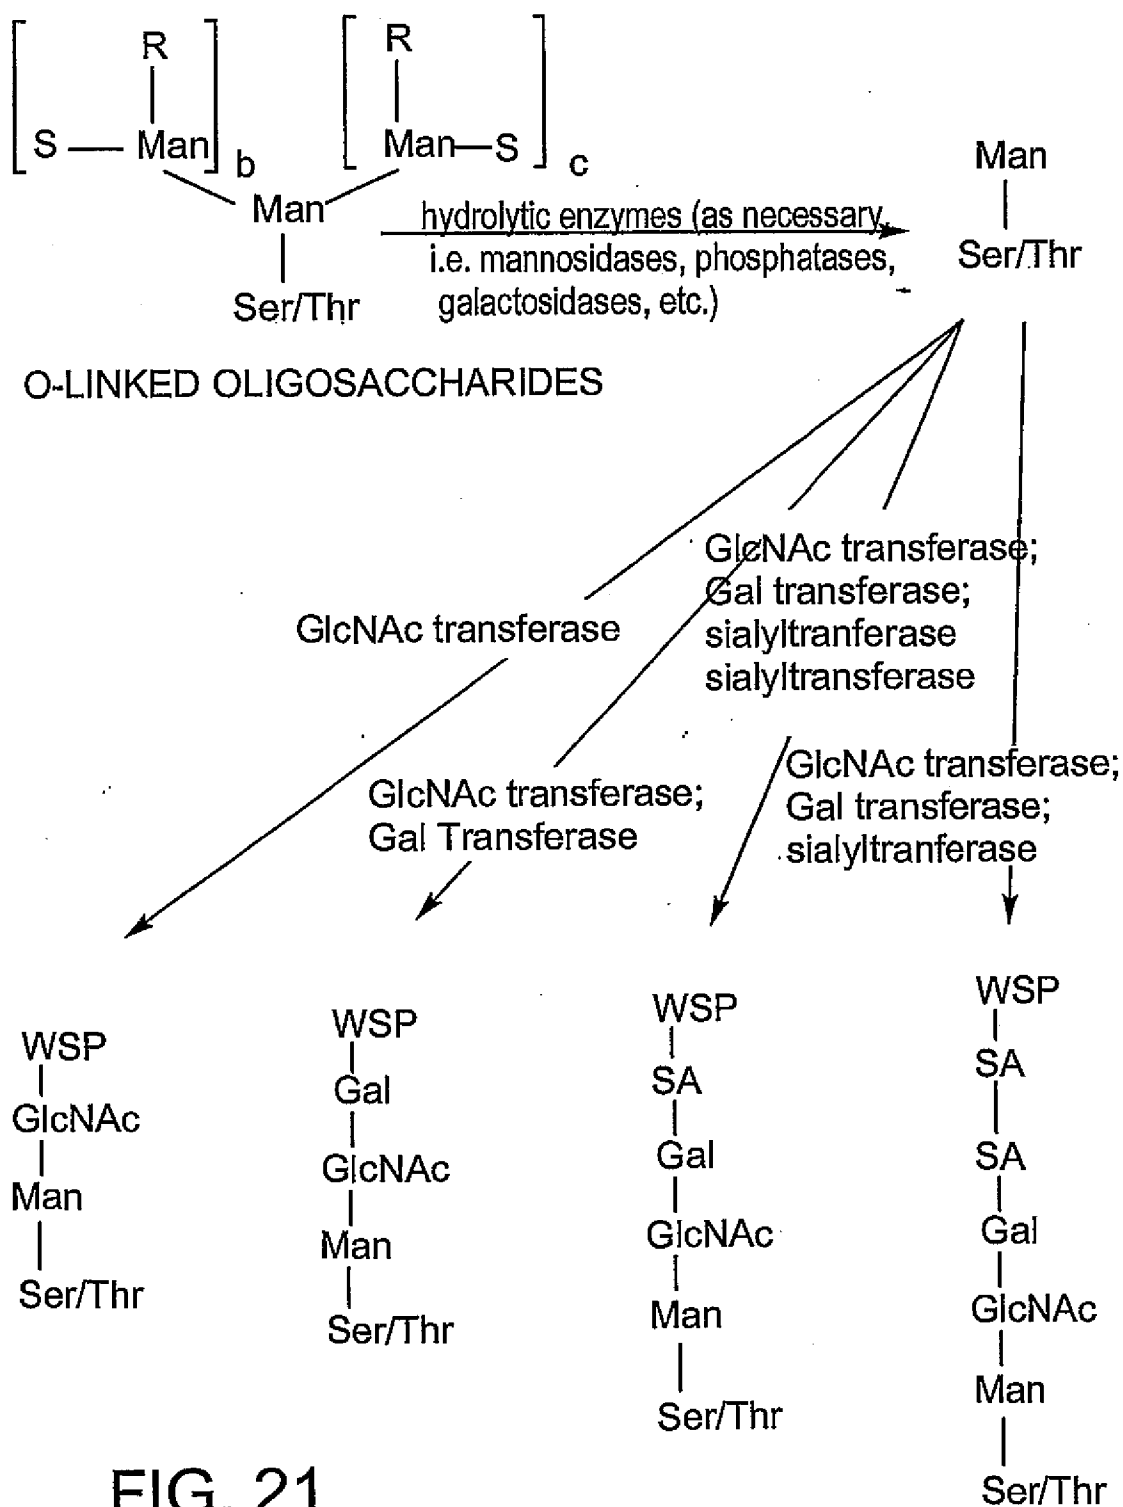 R
R
S
Man
b
Man
S
c
Man
Man
hydrolytic enzymes (as necessary,
i.e. mannosidases, phosphatases,
galactosidases, etc.)
Ser/Thr
Ser/Thr
O-LINKED OLIGOSACCHARIDES
GlcNAc transferase
GlcNAc transferase;
Gal transferase;
sialyltranferase
sialyltransferase
GlcNAc transferase;
Gal Transferase
GlcNAc transferase;
Gal transferase;
sialyltranferase
WSP
GlcNAc
Man
Ser/Thr
WSP
Gal
GlcNAc
Man
Ser/Thr
WSP
SA
Gal
GlcNAc
Man
Ser/Thr
WSP
SA
SA
Gal
GlcNAc
Man
Ser/Thr
FIG. 21